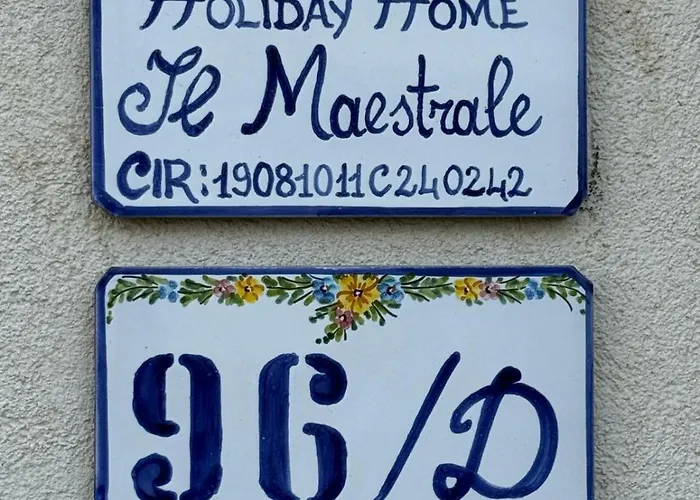 HOLIDAY HOME
Il Maestrale
CIR:19081011C240242
96/D